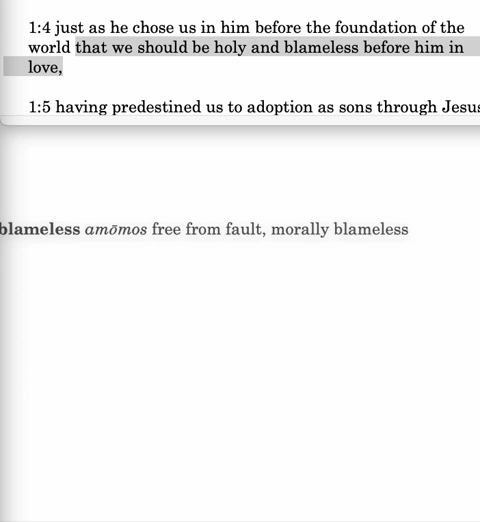 1:4 just as he chose us in him before the foundation of the
world that we should be holy and blameless before him in
love,
1:5 having predestined us to adoption as sons through Jesus
blameless amōmos free from fault, morally blameless